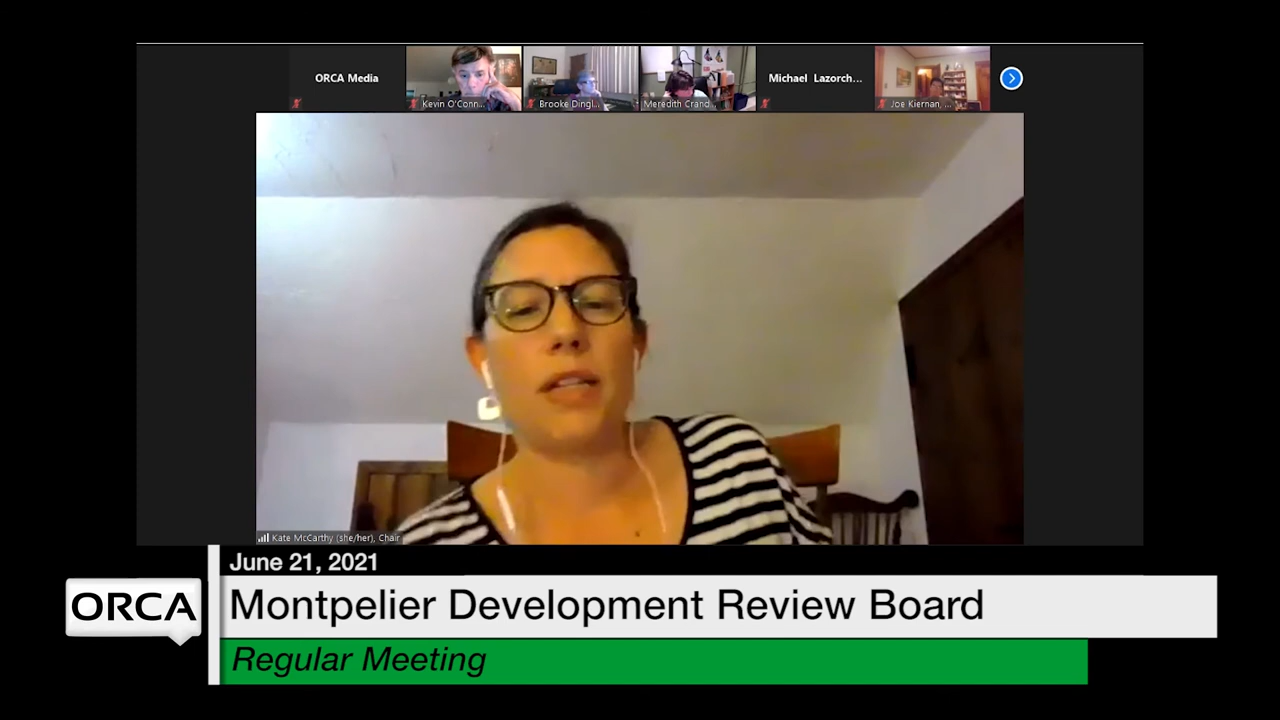 ORCA Media
Kevin O'Conn...
Brooke Dingl...
Meredith Crand...
Michael Lazorch...
Joe Kiernan, ...
Kate McCarthy (she/her), Chair
June 21, 2021
ORCA
Montpelier Development Review Board
Regular Meeting